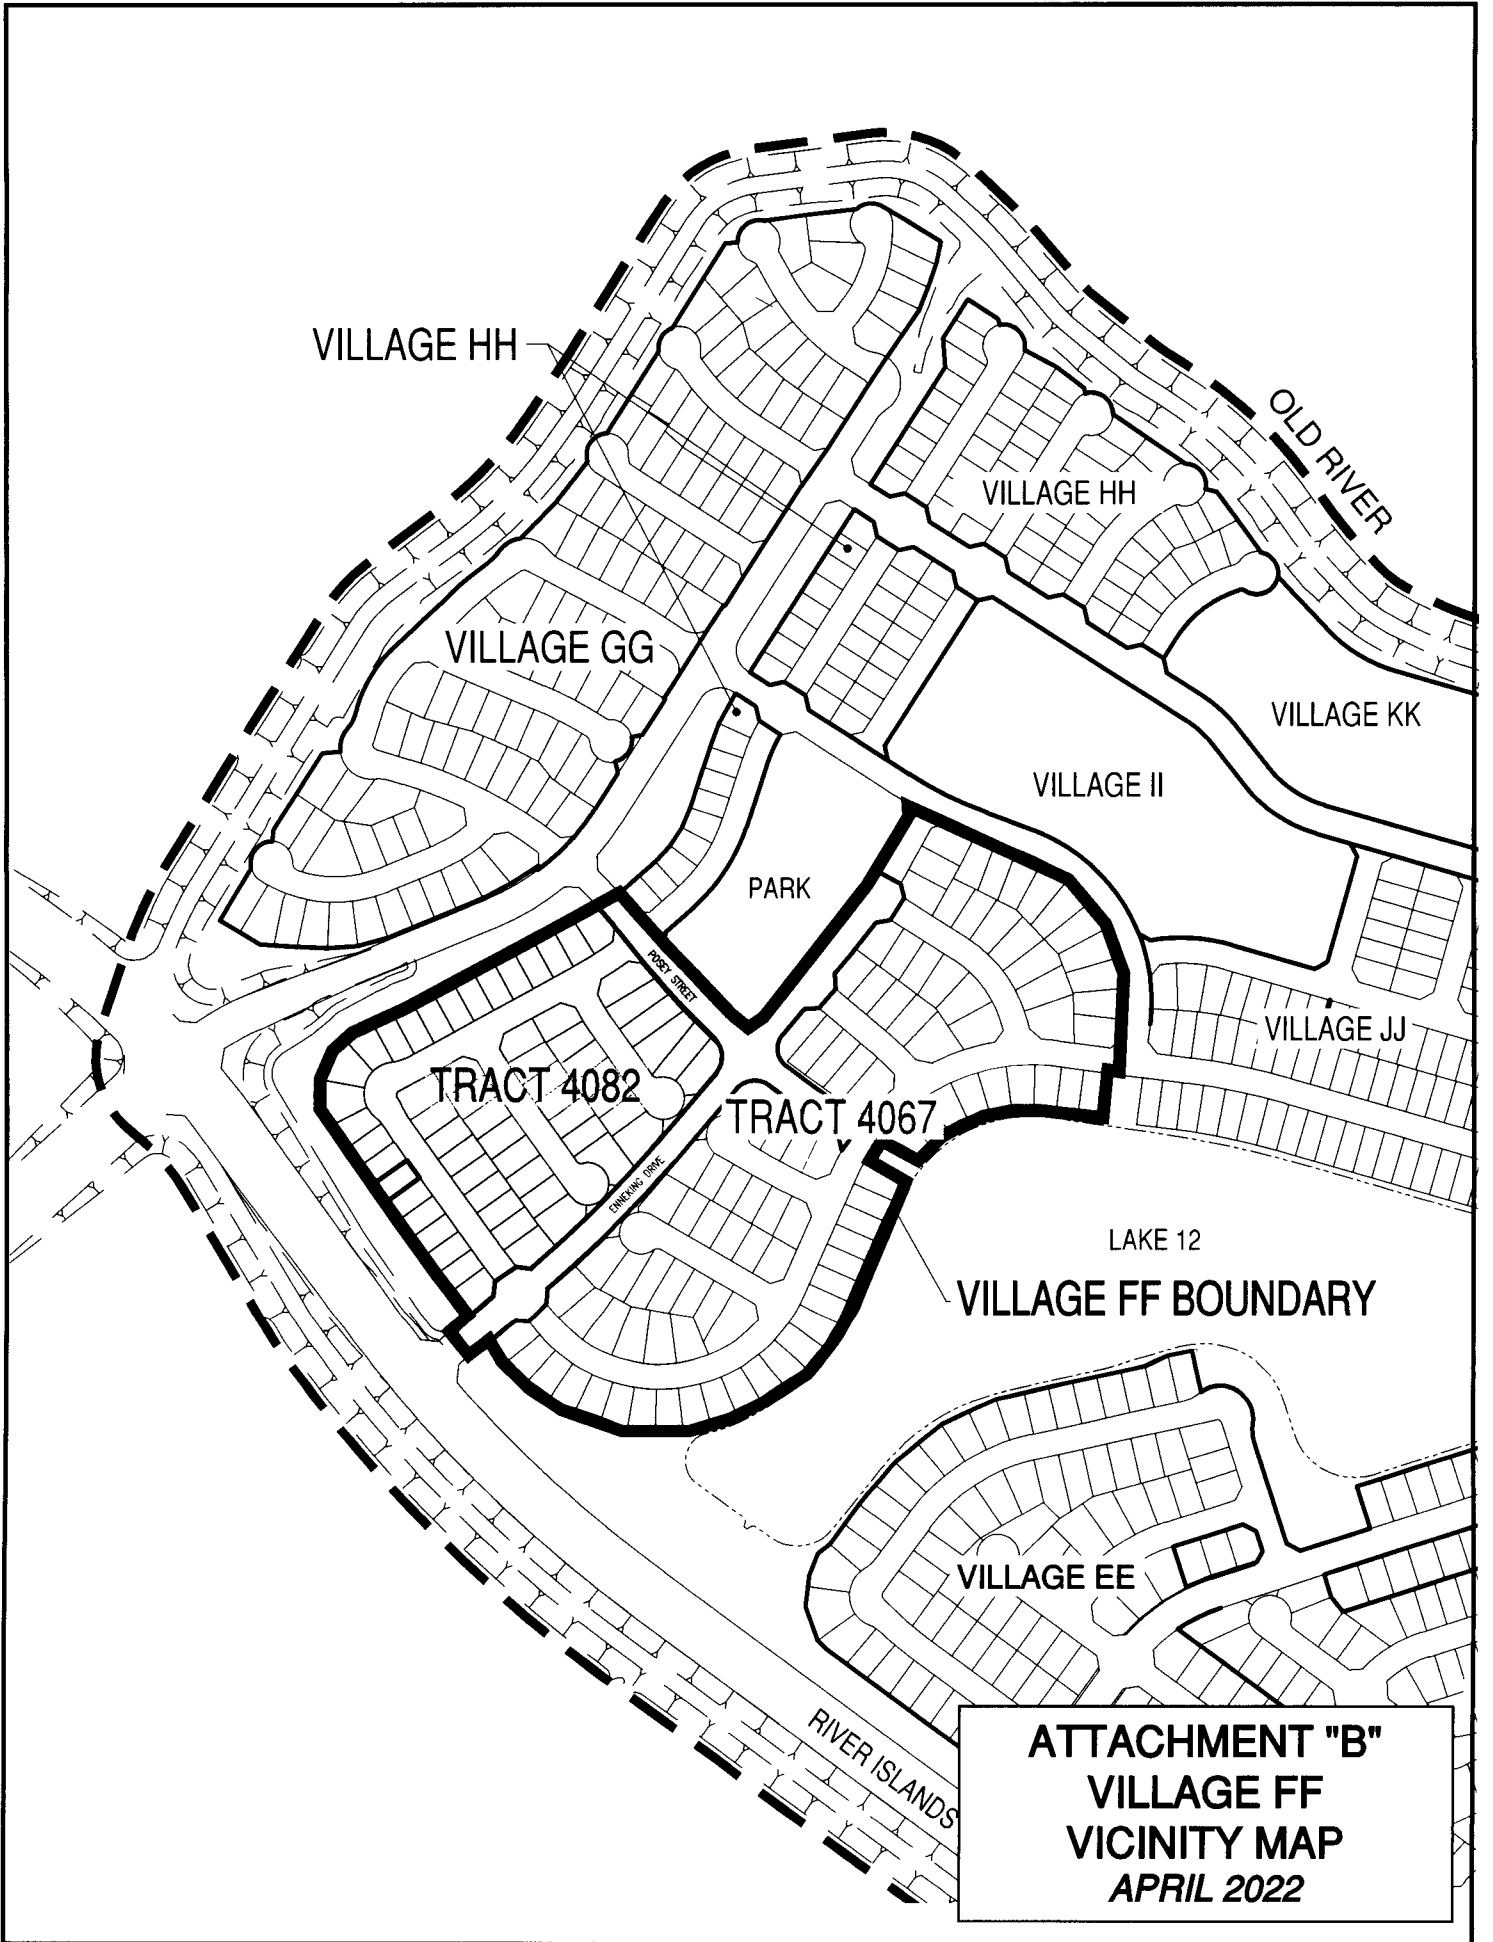 VILLAGE HH
OLD RIVER
VILLAGE HH
VILLAGE GG
VILLAGE KK
VILLAGE II
PARK
POSEY STREET
VILLAGE JJ
TRACT 4082
TRACT 4067
ENNEKING DRIVE
LAKE 12
VILLAGE FF BOUNDARY
VILLAGE EE
RIVER ISLANDS
ATTACHMENT "B"
VILLAGE FF
VICINITY MAP
APRIL 2022